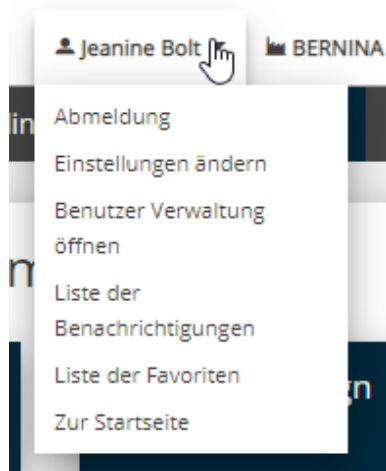 Jeanine Bolt
BERNINA
Abmeldung
Einstellungen ändern
Benutzer Verwaltung
öffnen
Liste der
Benachrichtigungen
Liste der Favoriten
Zur Startseite